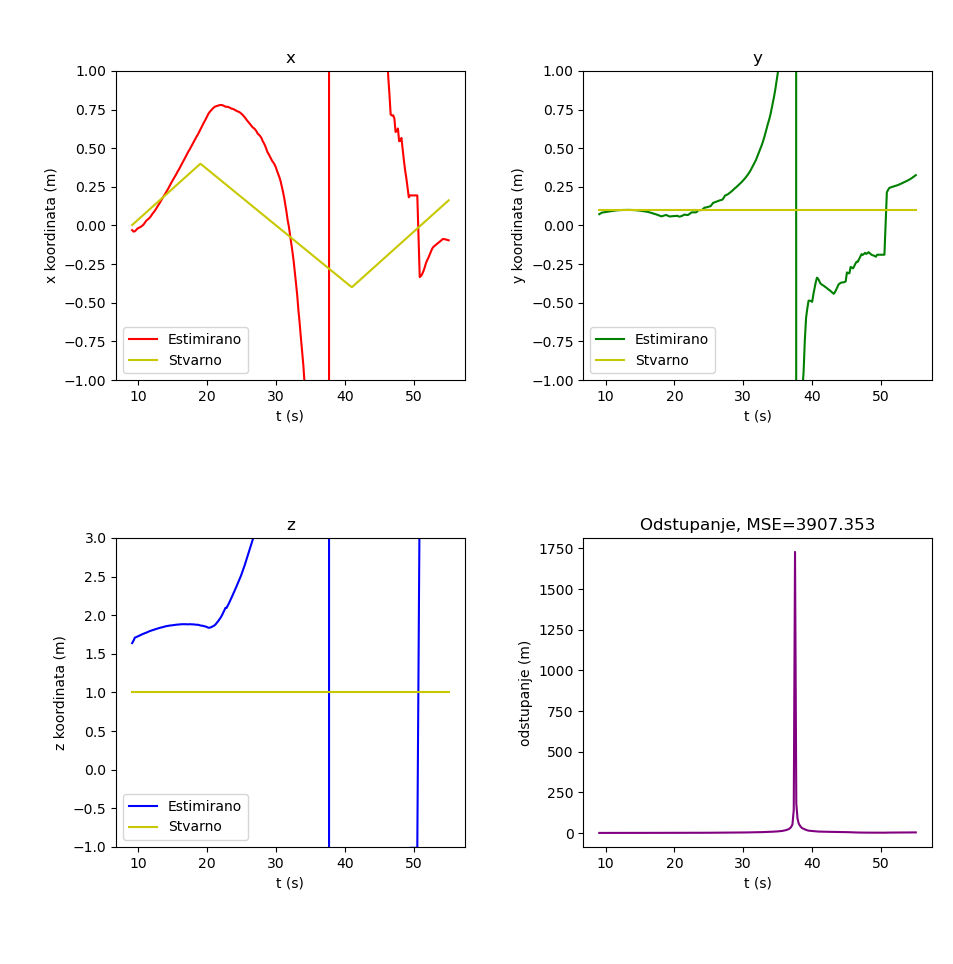 x
1.00
0.75
0.50
0.25
0.00
−0.25
−0.50
−0.75
−1.00
x koordinata (m)
Estimirano
Stvarno
10 20 30 40 50
t (s)
y
1.00
0.75
0.50
0.25
0.00
−0.25
−0.50
−0.75
−1.00
y koordinata (m)
Estimirano
Stvarno
10 20 30 40 50
t (s)
z
3.0
2.5
2.0
1.5
1.0
0.5
0.0
−0.5
−1.0
z koordinata (m)
Estimirano
Stvarno
10 20 30 40 50
t (s)
Odstupanje, MSE=3907.353
1750
1500
1250
1000
750
500
250
0
odstupanje (m)
10 20 30 40 50
t (s)